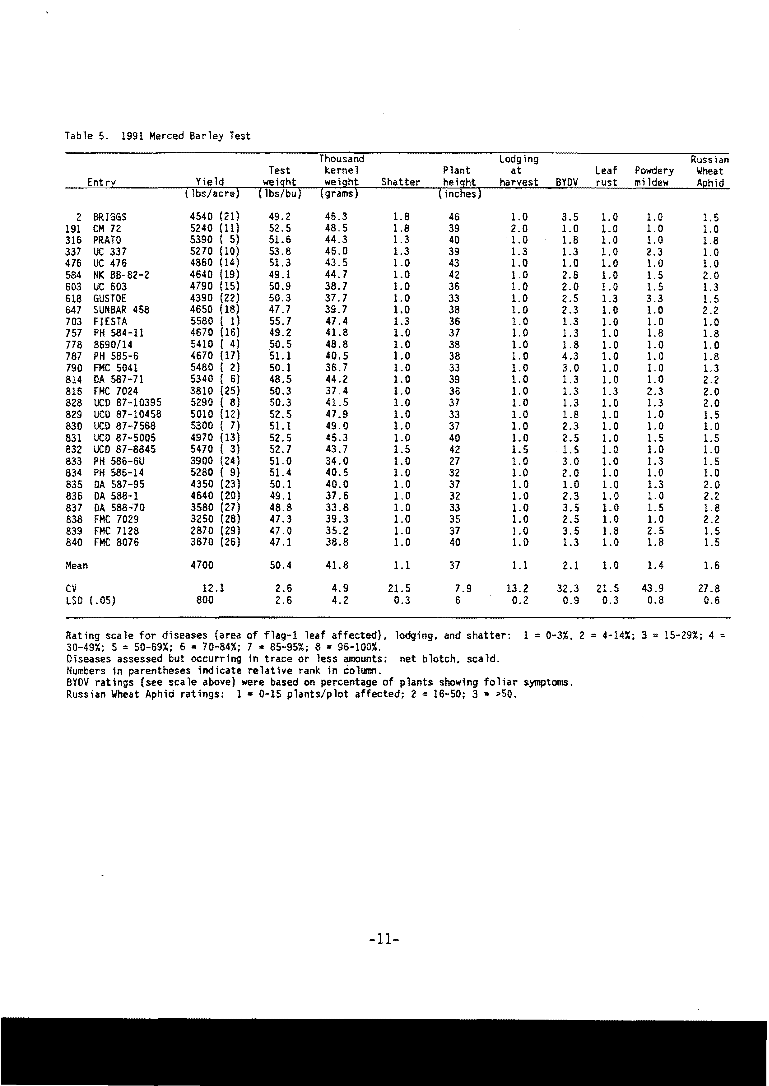 Table 5. 1991 Merced Barley Test
Thousand Lodging Russian
Test kernel Plant at Leaf Powdery Wheat
Entry Yield weight weight Shatter height harvest BYDV rust mildew Aphid
(lbs/acre) (lbs/bu) (grams) (inches)
2 BRIGGS 4540 (21) 49.2 45.3 1.8 46 1.0 3.5 1.0 1.0 1.5
191 CM 72 5240 (11) 52.5 48.5 1.8 39 2.0 1.0 1.0 1.0 1.0
316 PRATO 5390 ( 5) 51.6 44.3 1.3 40 1.0 1.8 1.0 1.0 1.8
337 UC 337 5270 (10) 53.8 45.0 1.3 39 1.3 1.3 1.0 2.3 1.0
476 UC 476 4860 (14) 51.3 43.5 1.0 43 1.0 1.0 1.0 1.0 1.0
584 NK BB-82-2 4640 (19) 49.1 44.7 1.0 42 1.0 2.8 1.0 1.5 2.0
603 UC 603 4790 (15) 50.9 38.7 1.0 36 1.0 2.0 1.0 1.5 1.3
618 GUSTOE 4390 (22) 50.3 37.7 1.0 33 1.0 2.5 1.3 3.3 1.5
647 SUNBAR 458 4650 (18) 47.7 39.7 1.0 38 1.0 2.3 1.0 1.0 2.2
703 FIESTA 5580 ( 1) 55.7 47.4 1.3 36 1.0 1.3 1.0 1.0 1.0
757 PH 584-11 4670 (16) 49.2 41.8 1.0 37 1.0 1.3 1.0 1.8 1.8
778 8690/14 5410 ( 4) 50.5 48.8 1.0 38 1.0 1.8 1.0 1.0 1.0
787 PH 585-6 4670 (17) 51.1 40.5 1.0 38 1.0 4.3 1.0 1.0 1.8
790 FMC 5041 5480 ( 2) 50.1 36.7 1.0 33 1.0 3.0 1.0 1.0 1.3
814 DA 587-71 5340 ( 6) 48.5 44.2 1.0 39 1.0 1.3 1.0 1.0 2.2
816 FMC 7024 3810 (25) 50.3 37.4 1.0 36 1.0 1.3 1.3 2.3 2.0
828 UCD 87-10395 5290 ( 8) 50.3 41.5 1.0 37 1.0 1.3 1.0 1.3 2.0
829 UCD 87-10458 5010 (12) 52.5 47.9 1.0 33 1.0 1.8 1.0 1.0 1.5
830 UCD 87-7568 5300 ( 7) 51.1 49.0 1.0 37 1.0 2.3 1.0 1.0 1.0
831 UCD 87-5005 4970 (13) 52.5 45.3 1.0 40 1.0 2.5 1.0 1.5 1.5
832 UCD 87-8845 5470 ( 3) 52.7 43.7 1.5 42 1.5 1.5 1.0 1.0 1.0
833 PH 586-6U 3900 (24) 51.0 34.0 1.0 27 1.0 3.0 1.0 1.3 1.5
834 PH 586-14 5280 ( 9) 51.4 40.5 1.0 32 1.0 2.0 1.0 1.0 1.0
835 DA 587-95 4350 (23) 50.1 40.0 1.0 37 1.0 1.0 1.0 1.3 2.0
836 DA 588-1 4640 (20) 49.1 37.6 1.0 32 1.0 2.3 1.0 1.0 2.2
837 DA 588-70 3580 (27) 48.8 33.8 1.0 33 1.0 3.5 1.0 1.5 1.8
838 FMC 7029 3250 (28) 47.3 39.3 1.0 35 1.0 2.5 1.0 1.0 2.2
839 FMC 7128 2870 (29) 47.0 35.2 1.0 37 1.0 3.5 1.8 2.5 1.5
840 FMC 8076 3670 (26) 47.1 38.8 1.0 40 1.0 1.3 1.0 1.8 1.5
Mean 4700 50.4 41.8 1.1 37 1.1 2.1 1.0 1.4 1.6
CV 12.1 2.6 4.9 21.5 7.9 13.2 32.3 21.5 43.9 27.8
LSD (.05) 800 2.6 4.2 0.3 6 0.2 0.9 0.3 0.8 0.6
Rating scale for diseases (area of flag-1 leaf affected), lodging, and shatter: 1 = 0-3%, 2 = 4-14%; 3 = 15-29%; 4 =
30-49%; 5 = 50-69%; 6 = 70-84%; 7 = 85-95%; 8 = 96-100%.
Diseases assessed but occurring in trace or less amounts: net blotch, scald.
Numbers in parentheses indicate relative rank in column.
BYDV ratings (see scale above) were based on percentage of plants showing foliar symptoms.
Russian Wheat Aphid ratings: 1 = 0-15 plants/plot affected; 2 = 16-50; 3 = >50.
-11-